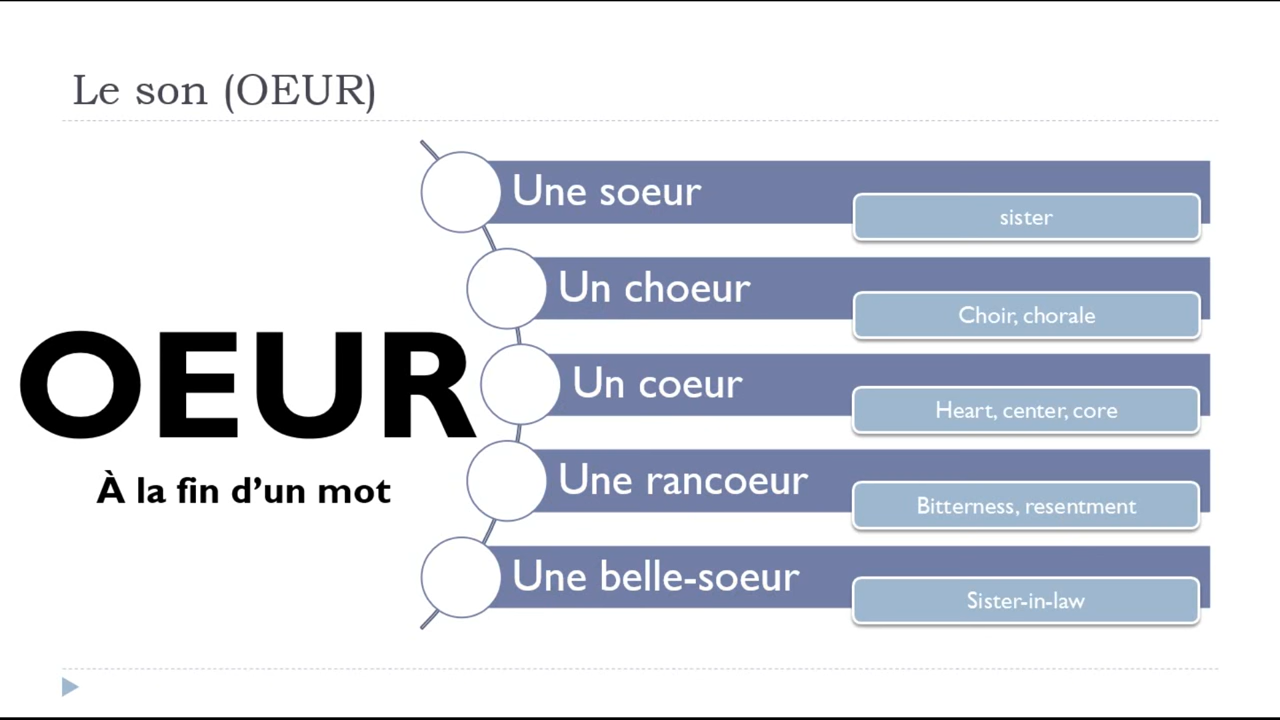 Le son (OEUR)
OEUR
À la fin d’un mot
Une soeur
sister
Un choeur
Choir, chorale
Un coeur
Heart, center, core
Une rancoeur
Bitterness, resentment
Une belle-soeur
Sister-in-law